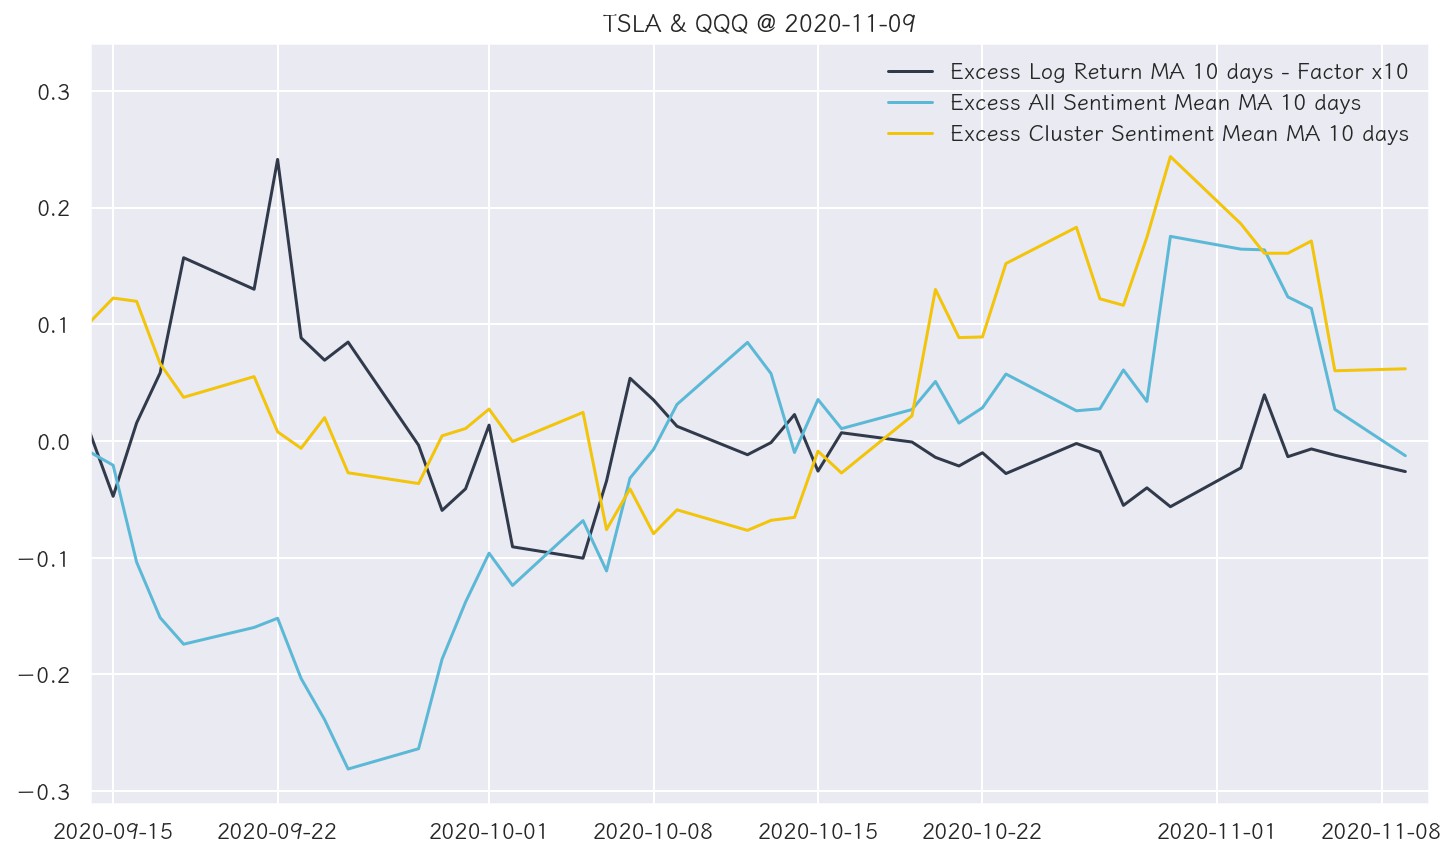 TSLA & QQQ @ 2020-11-09
Excess Log Return MA 10 days - Factor x10
Excess All Sentiment Mean MA 10 days
Excess Cluster Sentiment Mean MA 10 days
0.3
0.2
0.1
0.0
−0.1
−0.2
−0.3
2020-09-15 2020-09-22 2020-10-01 2020-10-08 2020-10-15 2020-10-22 2020-11-01 2020-11-08